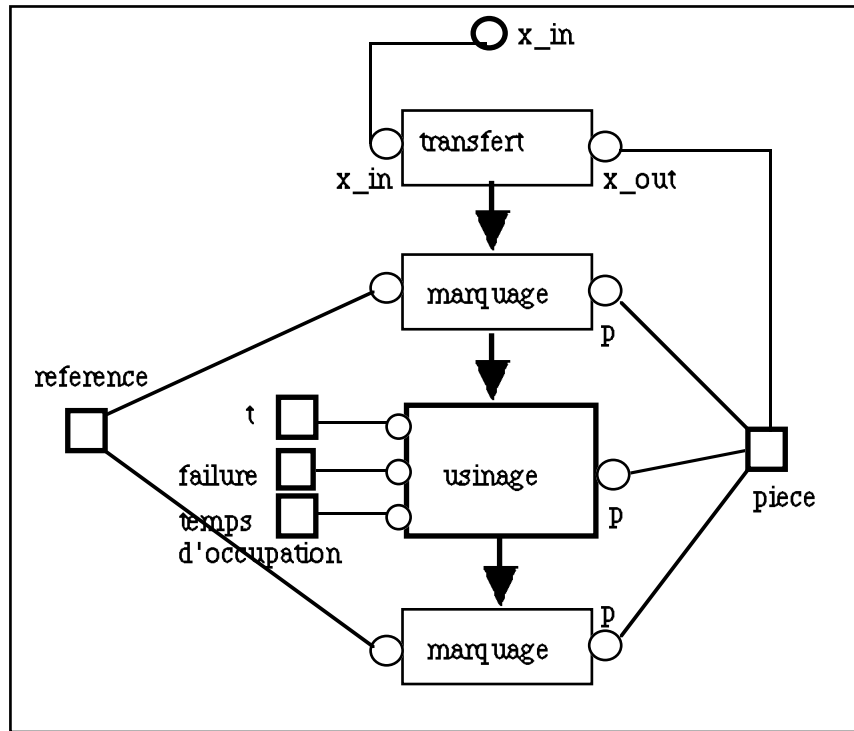 x_in
transfert
x_in
x_out
marquage
p
reference
t
failure
usinage
temps
d'occupation
p
piece
p
marquage